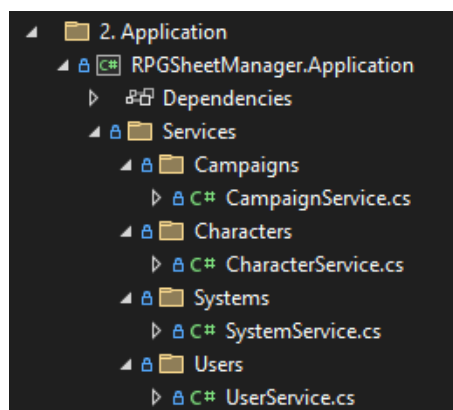 2. Application
C# RPGSheetManager.Application
Dependencies
Services
Campaigns
C# CampaignService.cs
Characters
C# CharacterService.cs
Systems
C# SystemService.cs
Users
C# UserService.cs